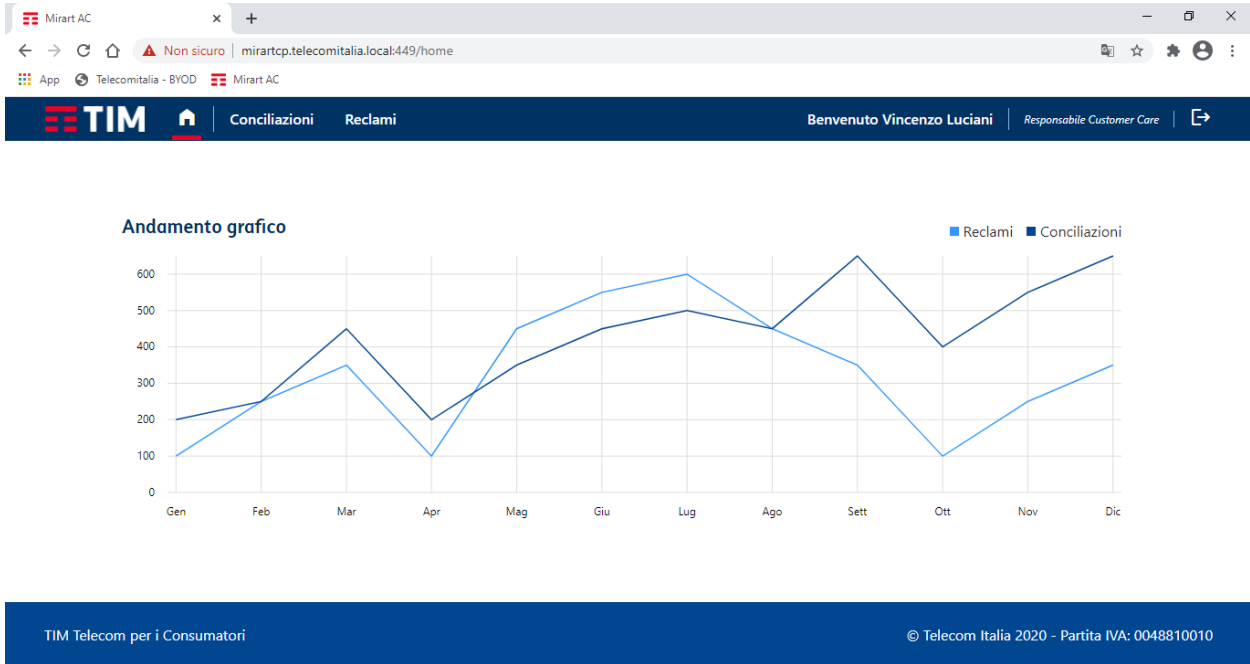 Mirart AC
Non sicuro mirartcp.telecomitalia.local:449/home
App Telecomitalia - BYOD Mirart AC
TIM Conciliazioni Reclami Benvenuto Vincenzo Luciani Responsabile Customer Care
Andamento grafico
Reclami Conciliazioni
600
500
400
300
200
100
0
Gen Feb Mar Apr Mag Giu Lug Ago Sett Ott Nov Dic
TIM Telecom per i Consumatori © Telecom Italia 2020 - Partita IVA: 0048810010